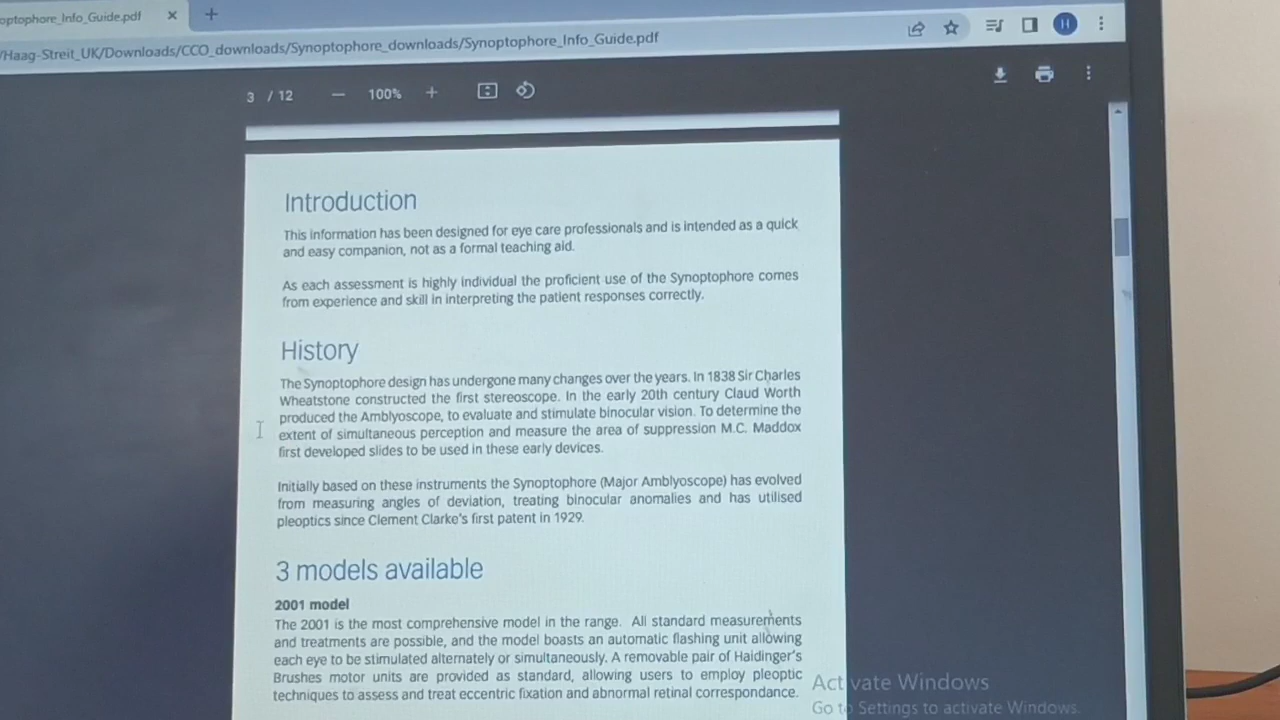 optophore_Info_Guide.pdf
/Haag-Streit_UK/Downloads/CCO_downloads/Synoptophore_downloads/Synoptophore_Info_Guide.pdf
H
3 / 12 — 100% +
Introduction
This information has been designed for eye care professionals and is intended as a quick
and easy companion, not as a formal teaching aid.
As each assessment is highly individual the proficient use of the Synoptophore comes
from experience and skill in interpreting the patient responses correctly.
History
The Synoptophore design has undergone many changes over the years. In 1838 Sir Charles
Wheatstone constructed the first stereoscope. In the early 20th century Claud Worth
produced the Amblyoscope, to evaluate and stimulate binocular vision. To determine the
extent of simultaneous perception and measure the area of suppression M.C. Maddox
first developed slides to be used in these early devices.
Initially based on these instruments the Synoptophore (Major Amblyoscope) has evolved
from measuring angles of deviation, treating binocular anomalies and has utilised
pleoptics since Clement Clarke's first patent in 1929.
3 models available
2001 model
The 2001 is the most comprehensive model in the range. All standard measurements
and treatments are possible, and the model boasts an automatic flashing unit allowing
each eye to be stimulated alternately or simultaneously. A removable pair of Haidinger's
Brushes motor units are provided as standard, allowing users to employ pleoptic
techniques to assess and treat eccentric fixation and abnormal retinal correspondance.
Activate Windows
Go to Settings to activate Windows.